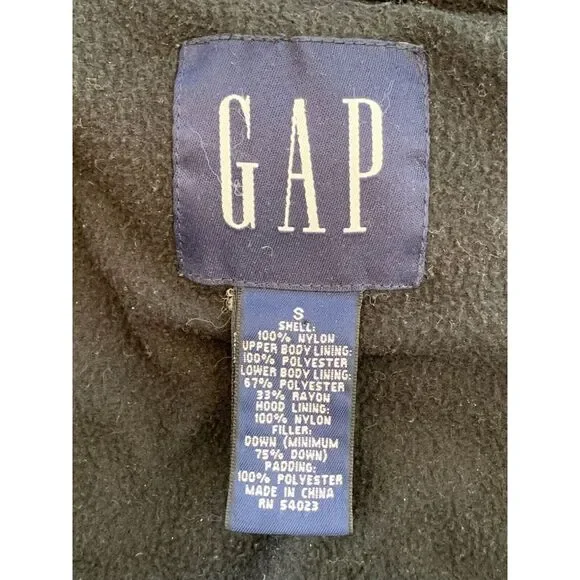 GAP
S
SHELL:
100% NYLON
UPPER BODY LINING:
100% POLYESTER
LOWER BODY LINING:
67% POLYESTER
33% RAYON
HOOD LINING:
100% NYLON
FILLER:
DOWN (MINIMUM
75% DOWN)
PADDING:
100% POLYESTER
MADE IN CHINA
RN 54023